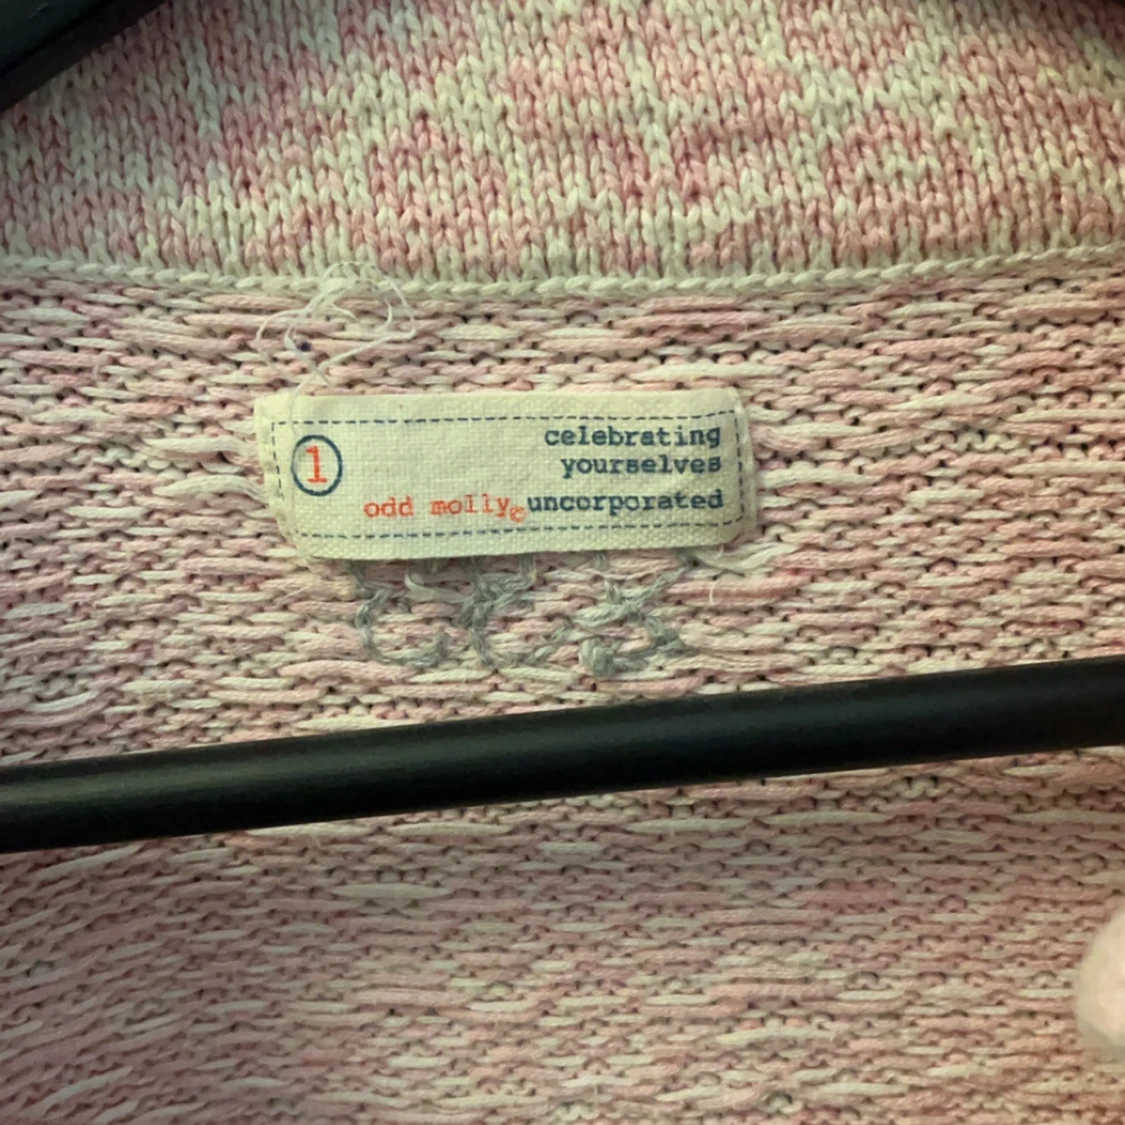 celebrating
yourselves
1
odd molly© uncorporated